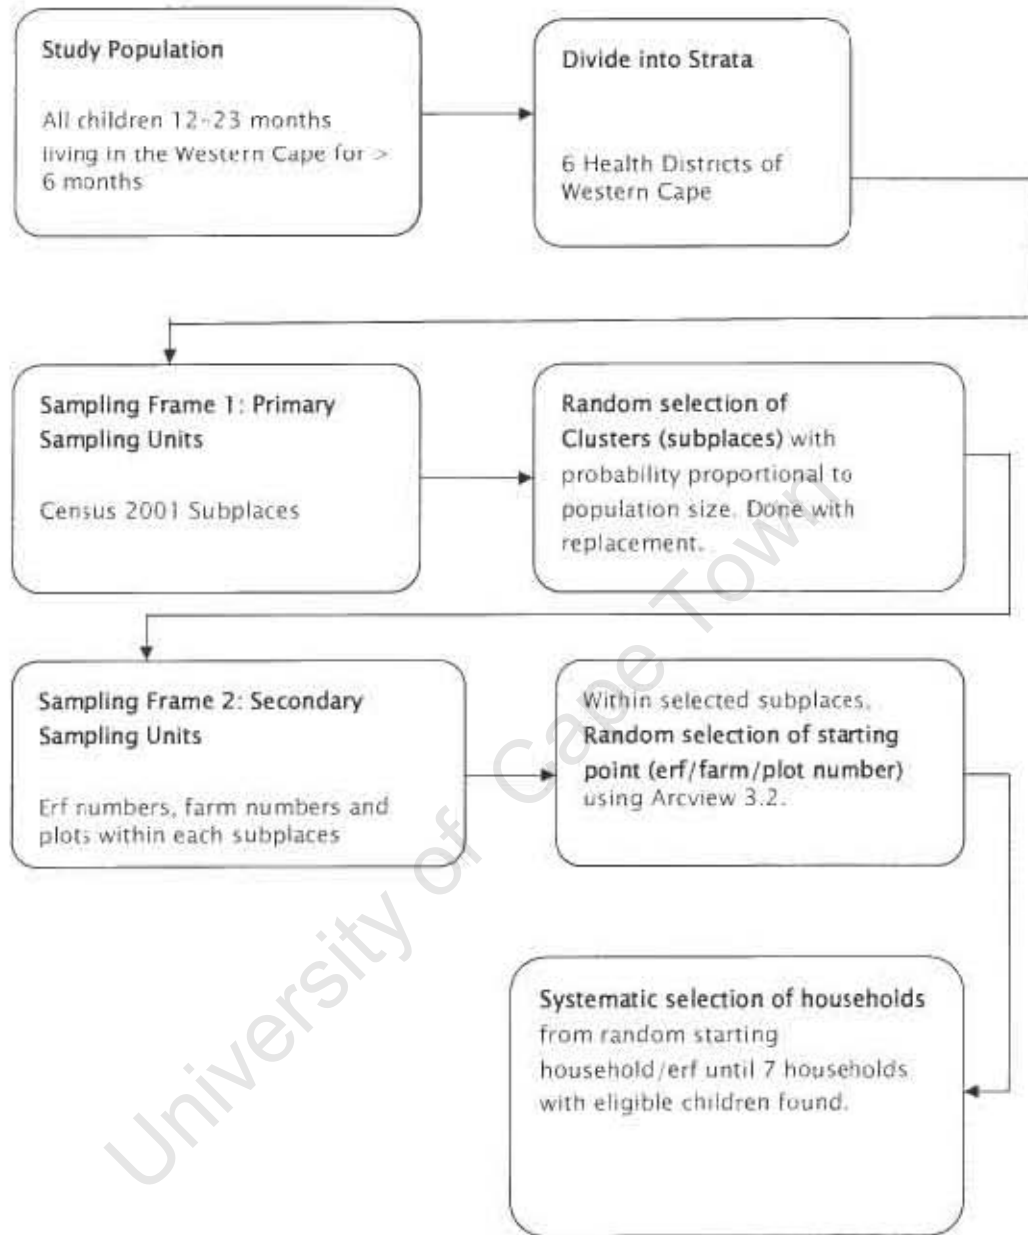 Study Population
All children 12-23 months
living in the Western Cape for >
6 months
Divide into Strata
6 Health Districts of
Western Cape
Sampling Frame 1: Primary
Sampling Units
Census 2001 Subplaces
Random selection of
Clusters (subplaces) with
probability proportional to
population size. Done with
replacement.
Sampling Frame 2: Secondary
Sampling Units
Erf numbers, farm numbers and
plots within each subplaces
Within selected subplaces,
Random selection of starting
point (erf/farm/plot number)
using Arcview 3.2.
Systematic selection of households
from random starting
household/erf until 7 households
with eligible children found.
University of Cape Town